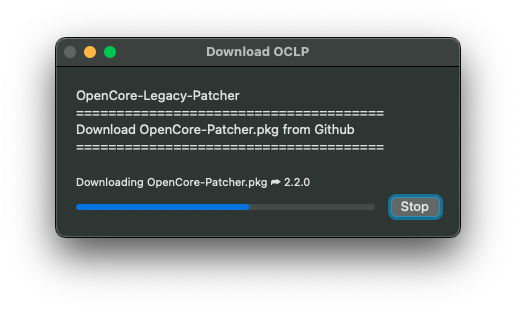 Download OCLP
OpenCore-Legacy-Patcher
======================================
Download OpenCore-Patcher.pkg from Github
======================================
Downloading OpenCore-Patcher.pkg ➦ 2.2.0
Stop